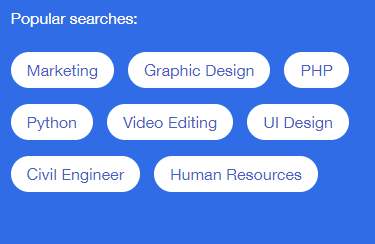 Popular searches:
Marketing Graphic Design PHP
Python Video Editing UI Design
Civil Engineer Human Resources